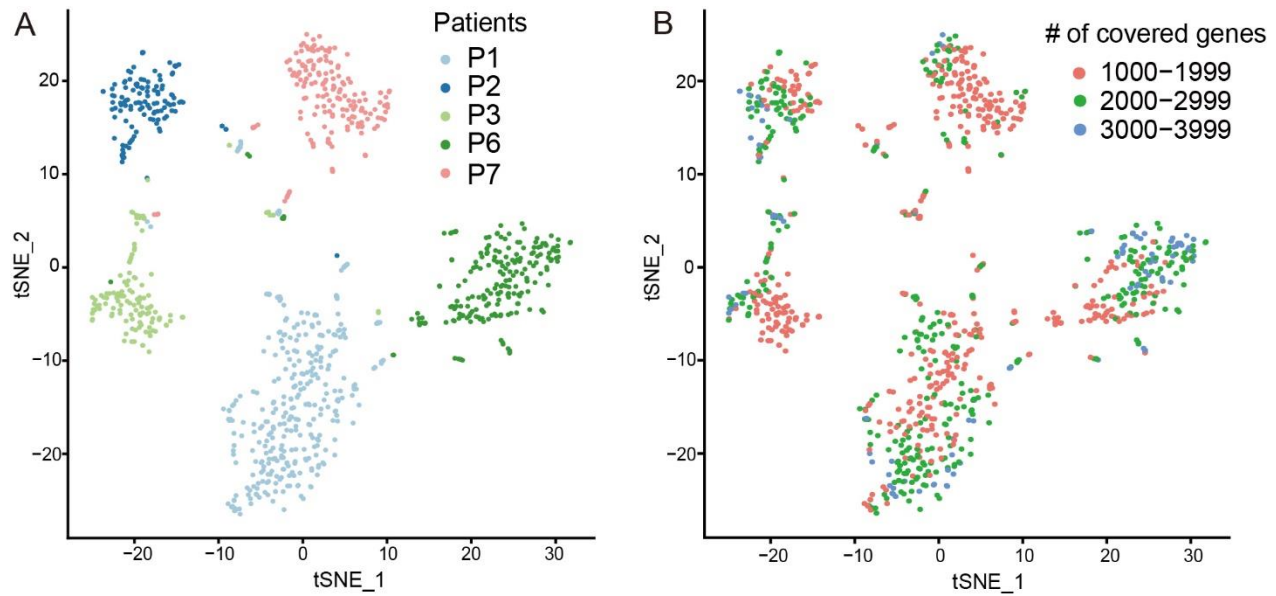 A
Patients
P1
P2
P3
P6
P7
20
10
0
−10
−20
tSNE_2
−20 −10 0 10 20 30
tSNE_1
B
# of covered genes
1000−1999
2000−2999
3000−3999
20
10
0
−10
−20
tSNE_2
−20 −10 0 10 20 30
tSNE_1